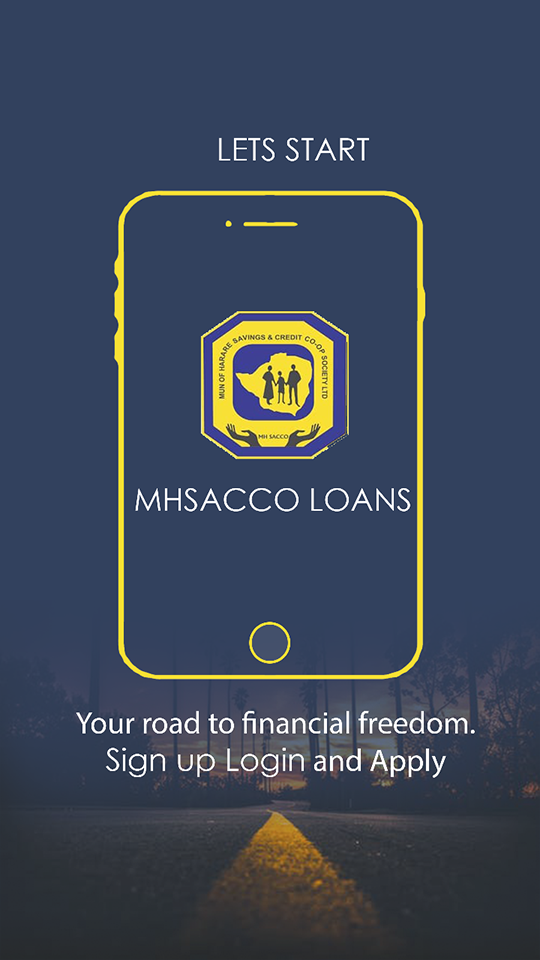 LETS START
MUN OF HARARE SAVINGS & CREDIT CO-OP SOCIETY LTD
MH SACCO
MHSACCO LOANS
Your road to financial freedom.
Sign up Login and Apply